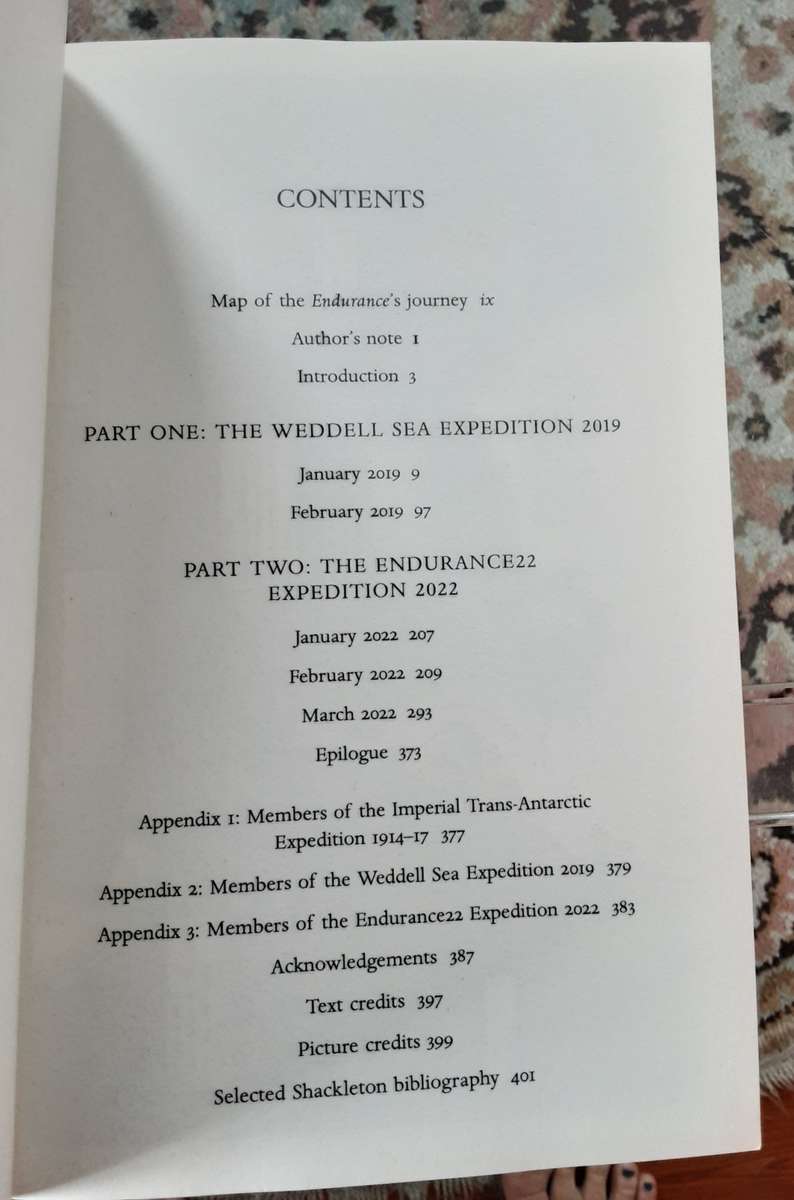 CONTENTS
Map of the Endurance's journey ix
Author's note 1
Introduction 3
PART ONE: THE WEDDELL SEA EXPEDITION 2019
January 2019 9
February 2019 97
PART TWO: THE ENDURANCE22
EXPEDITION 2022
January 2022 207
February 2022 209
March 2022 293
Epilogue 373
Appendix 1: Members of the Imperial Trans-Antarctic
Expedition 1914–17 377
Appendix 2: Members of the Weddell Sea Expedition 2019 379
Appendix 3: Members of the Endurance22 Expedition 2022 383
Acknowledgements 387
Text credits 397
Picture credits 399
Selected Shackleton bibliography 401